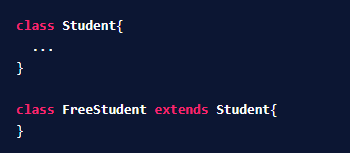 class Student{
  ...
}

class FreeStudent extends Student{
}